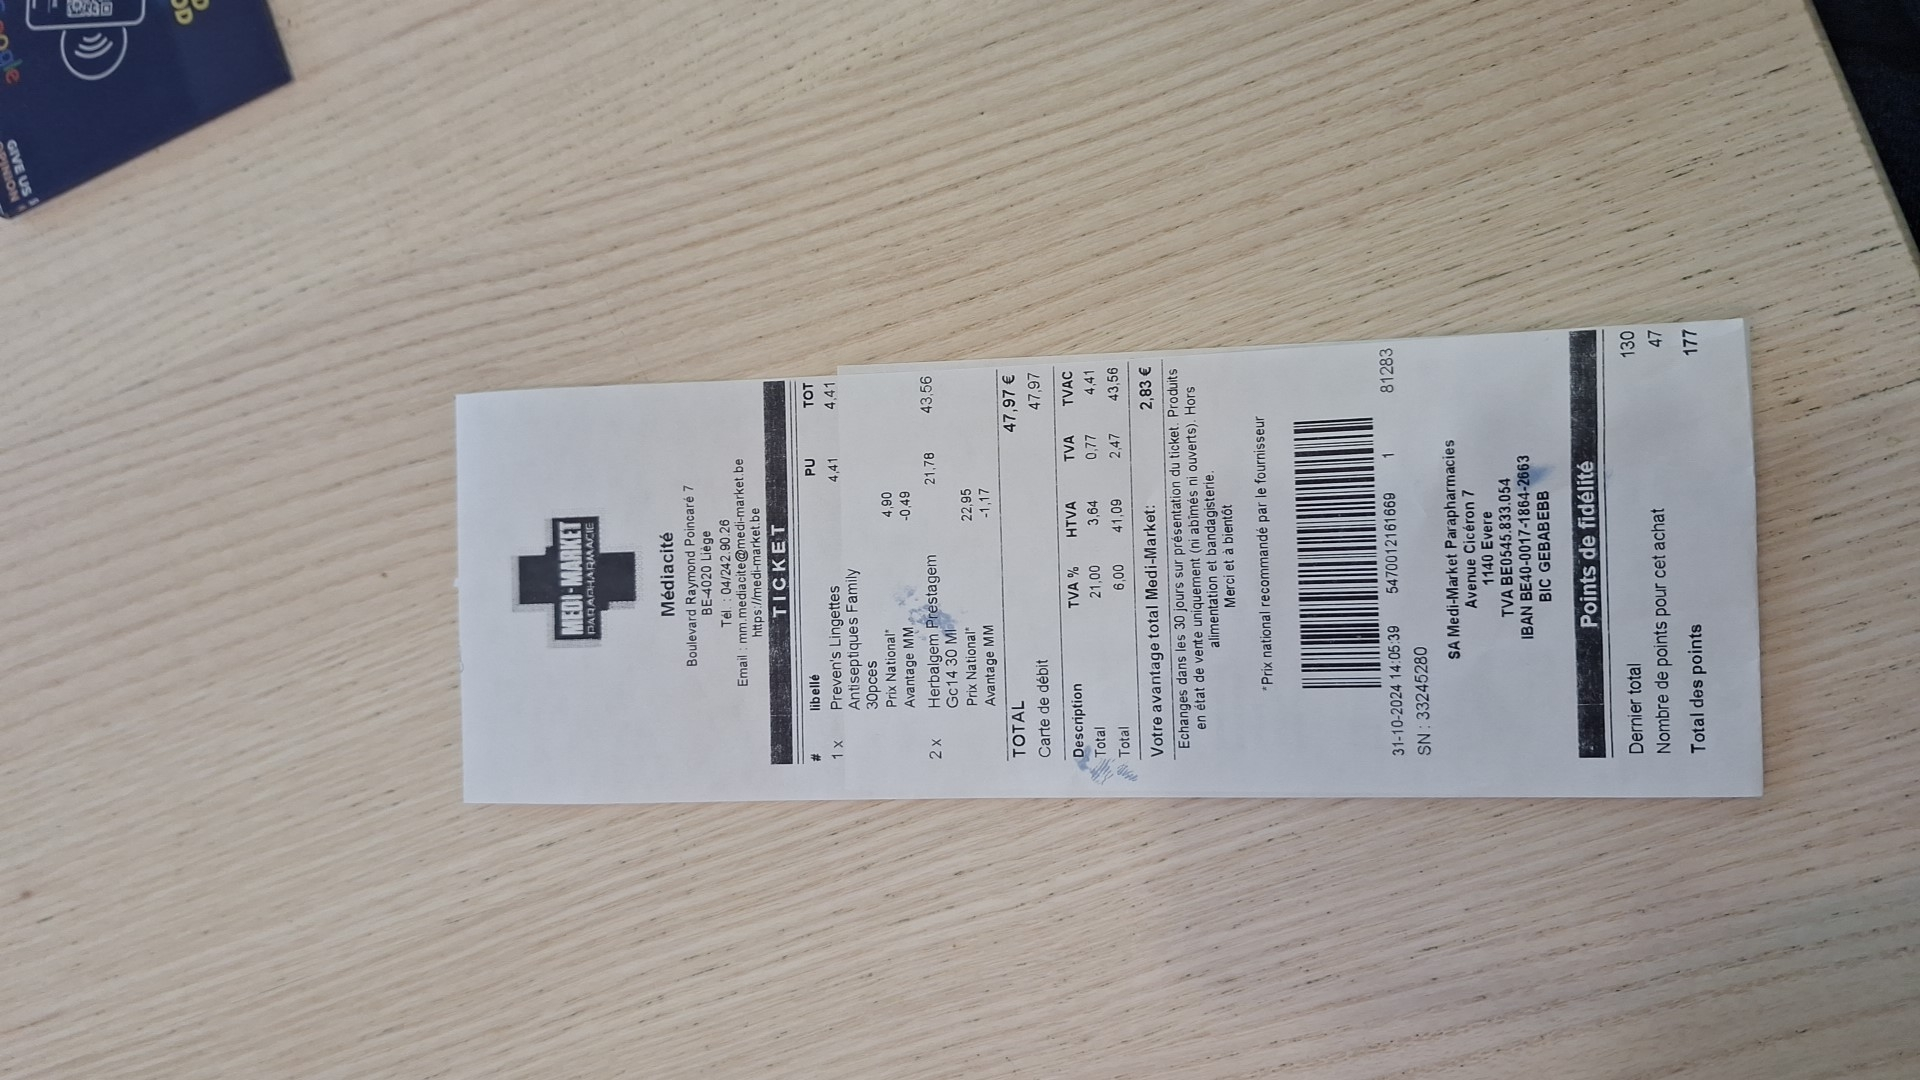 MEDI-MARKET
PARAPHARMACIE
Médiacité
Boulevard Raymond Poincaré 7
BE-4020 Liège
Tél. : 04/242.90.26
Email : mm.mediacite@medi-market.be
https://medi-market.be
TICKET
# libellé PU TOT
1 x Preven's Lingettes 4,41 4,41
Antiseptiques Family
30pces
Prix National* 4,90
Avantage MM -0,49
2 x Herbalgem Prestagem 21,78 43,56
Gc14 30 Ml
Prix National* 22,95
Avantage MM -1,17
TOTAL 47,97 €
Carte de débit 47,97
Description TVA % HTVA TVA TVAC
Total 21,00 3,64 0,77 4,41
Total 6,00 41,09 2,47 43,56
Votre avantage total Medi-Market: 2,83 €
Echanges dans les 30 jours sur présentation du ticket. Produits
en état de vente uniquement (ni abîmés ni ouverts). Hors
alimentation et bandagisterie.
Merci et à bientôt
*Prix national recommandé par le fournisseur
31-10-2024 14:05:39 5470012161669 1 81283
SN : 33245280
SA Medi-Market Parapharmacies
Avenue Cicéron 7
1140 Evere
TVA BE0545.833.054
IBAN BE40-0017-1864-2663
BIC GEBABEBB
Points de fidélité
Dernier total 130
Nombre de points pour cet achat 47
Total des points 177
GIVE US